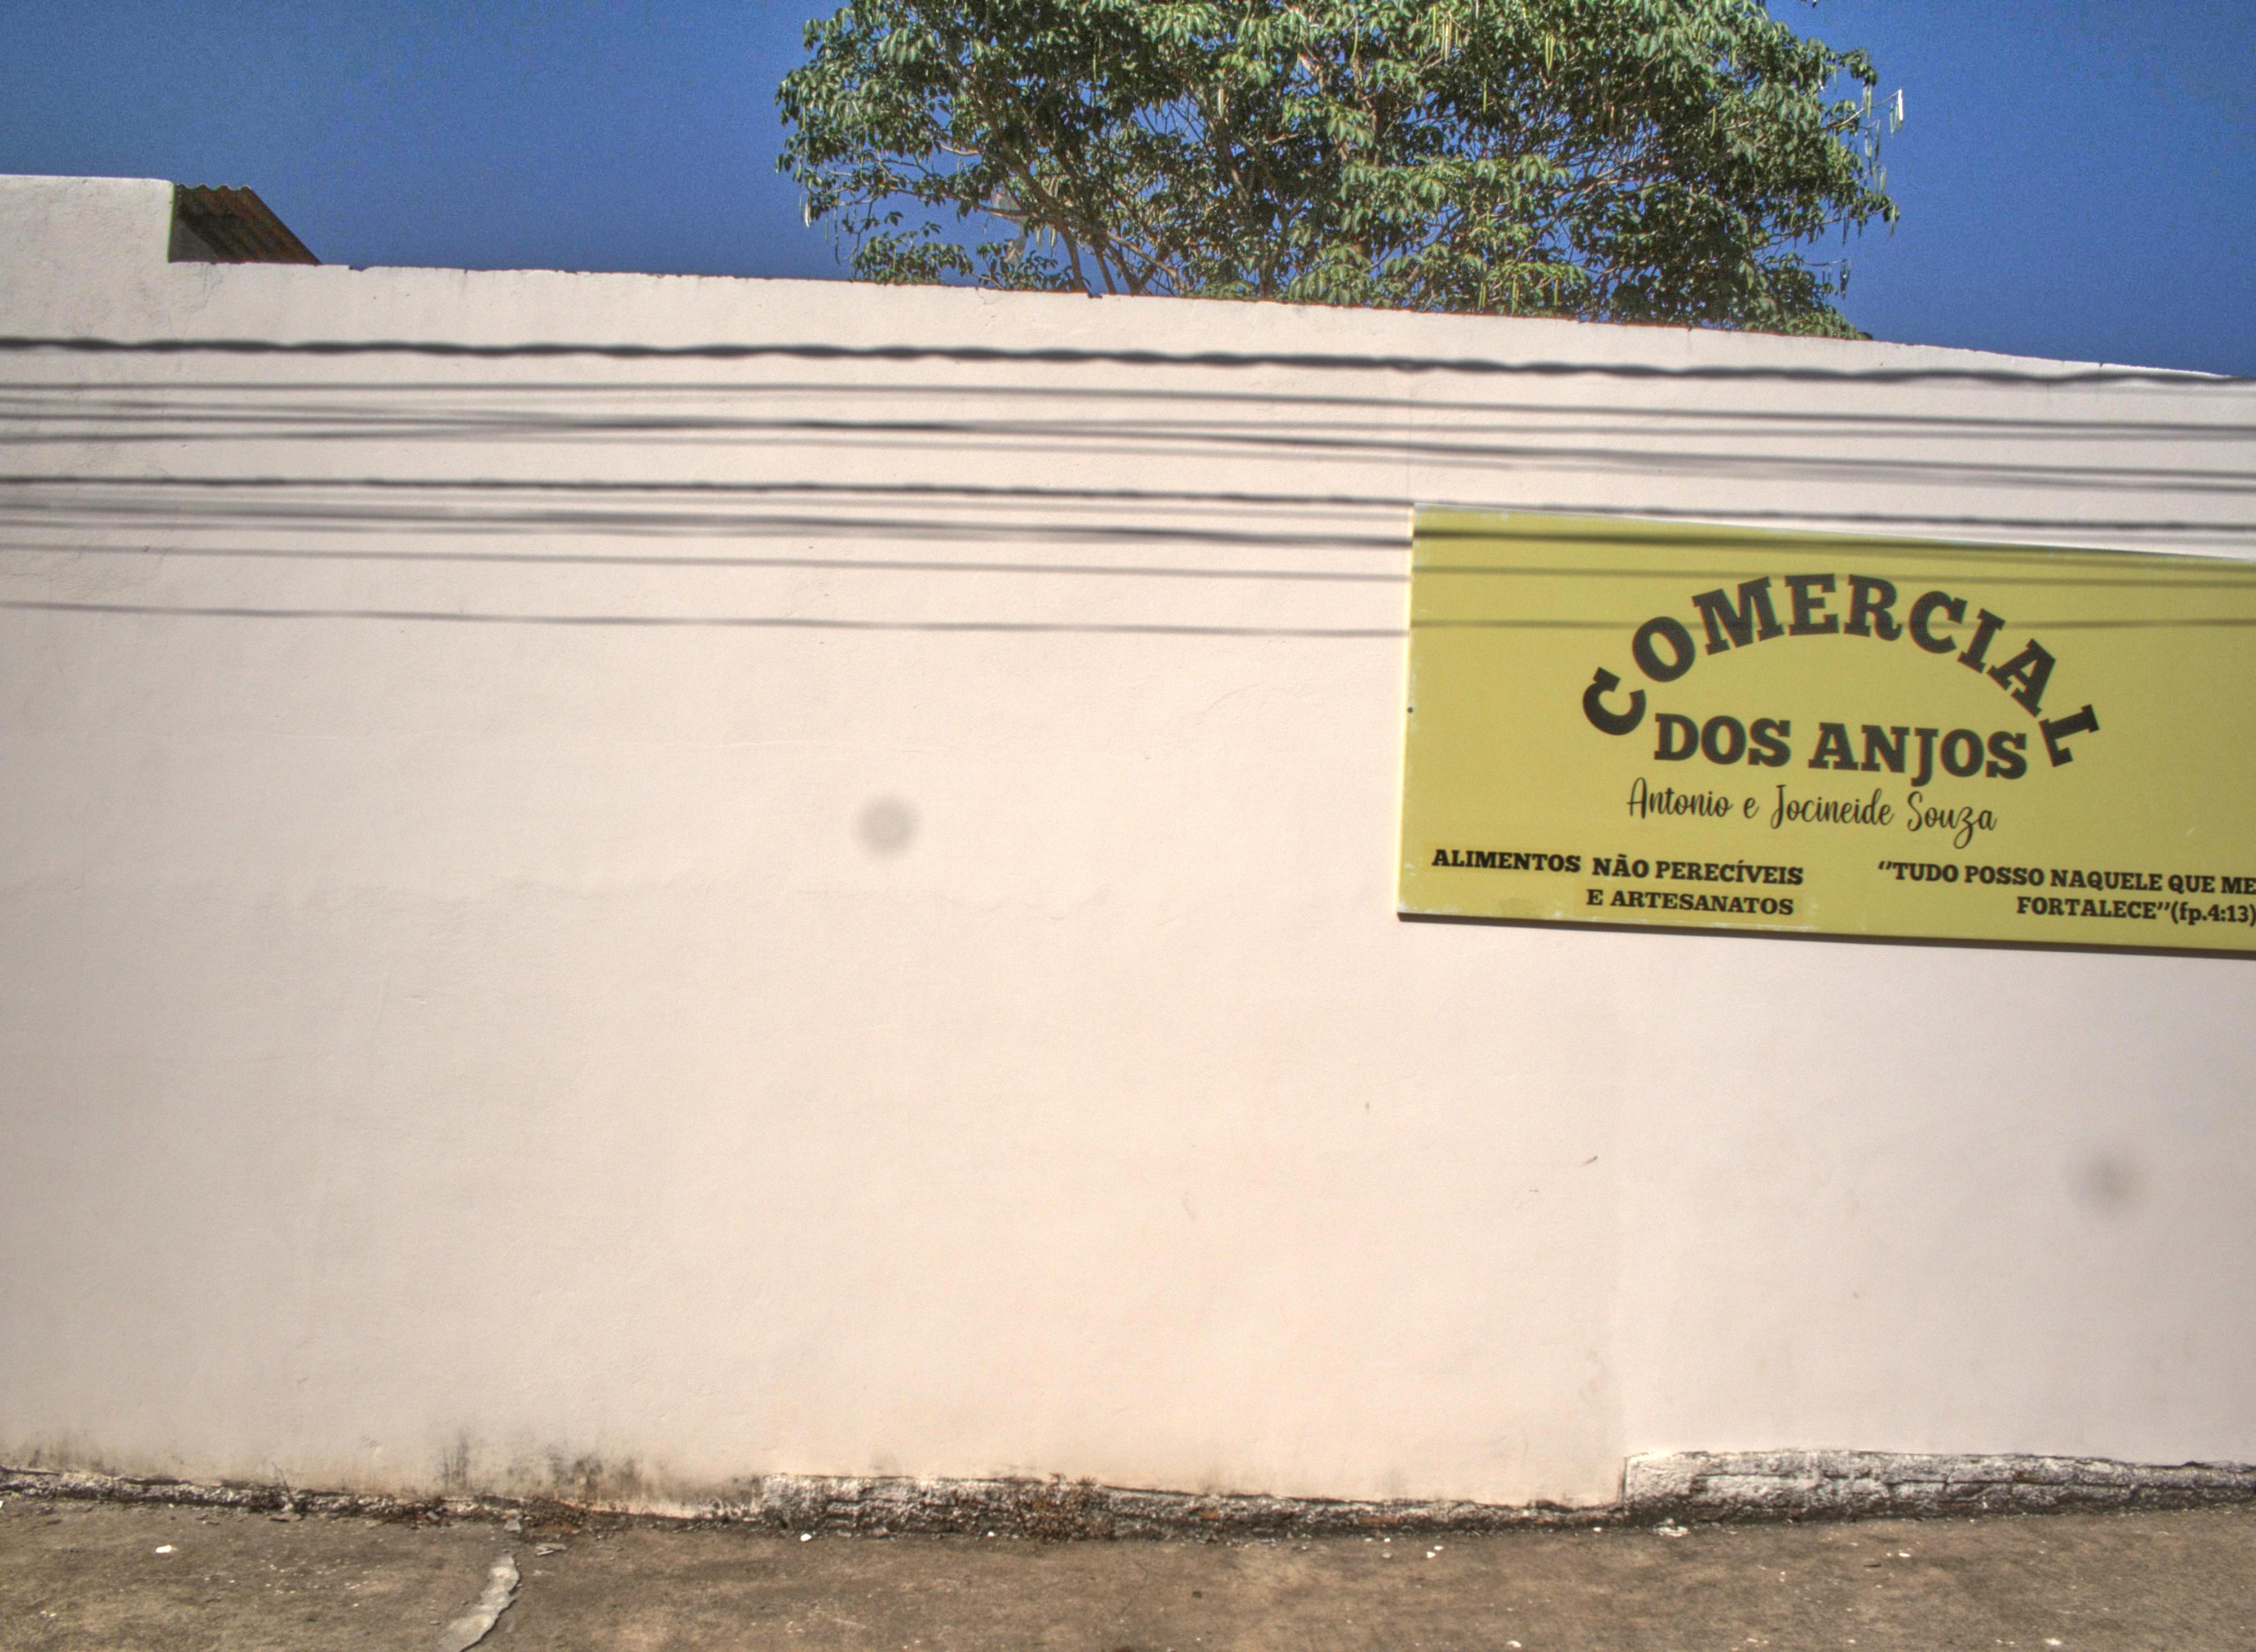 COMERCIAL
DOS ANJOS
Antonio e Jocineide Souza
ALIMENTOS NÃO PERECÍVEIS
E ARTESANATOS
"TUDO POSSO NAQUELE QUE ME
FORTALECE"(fp.4:13)